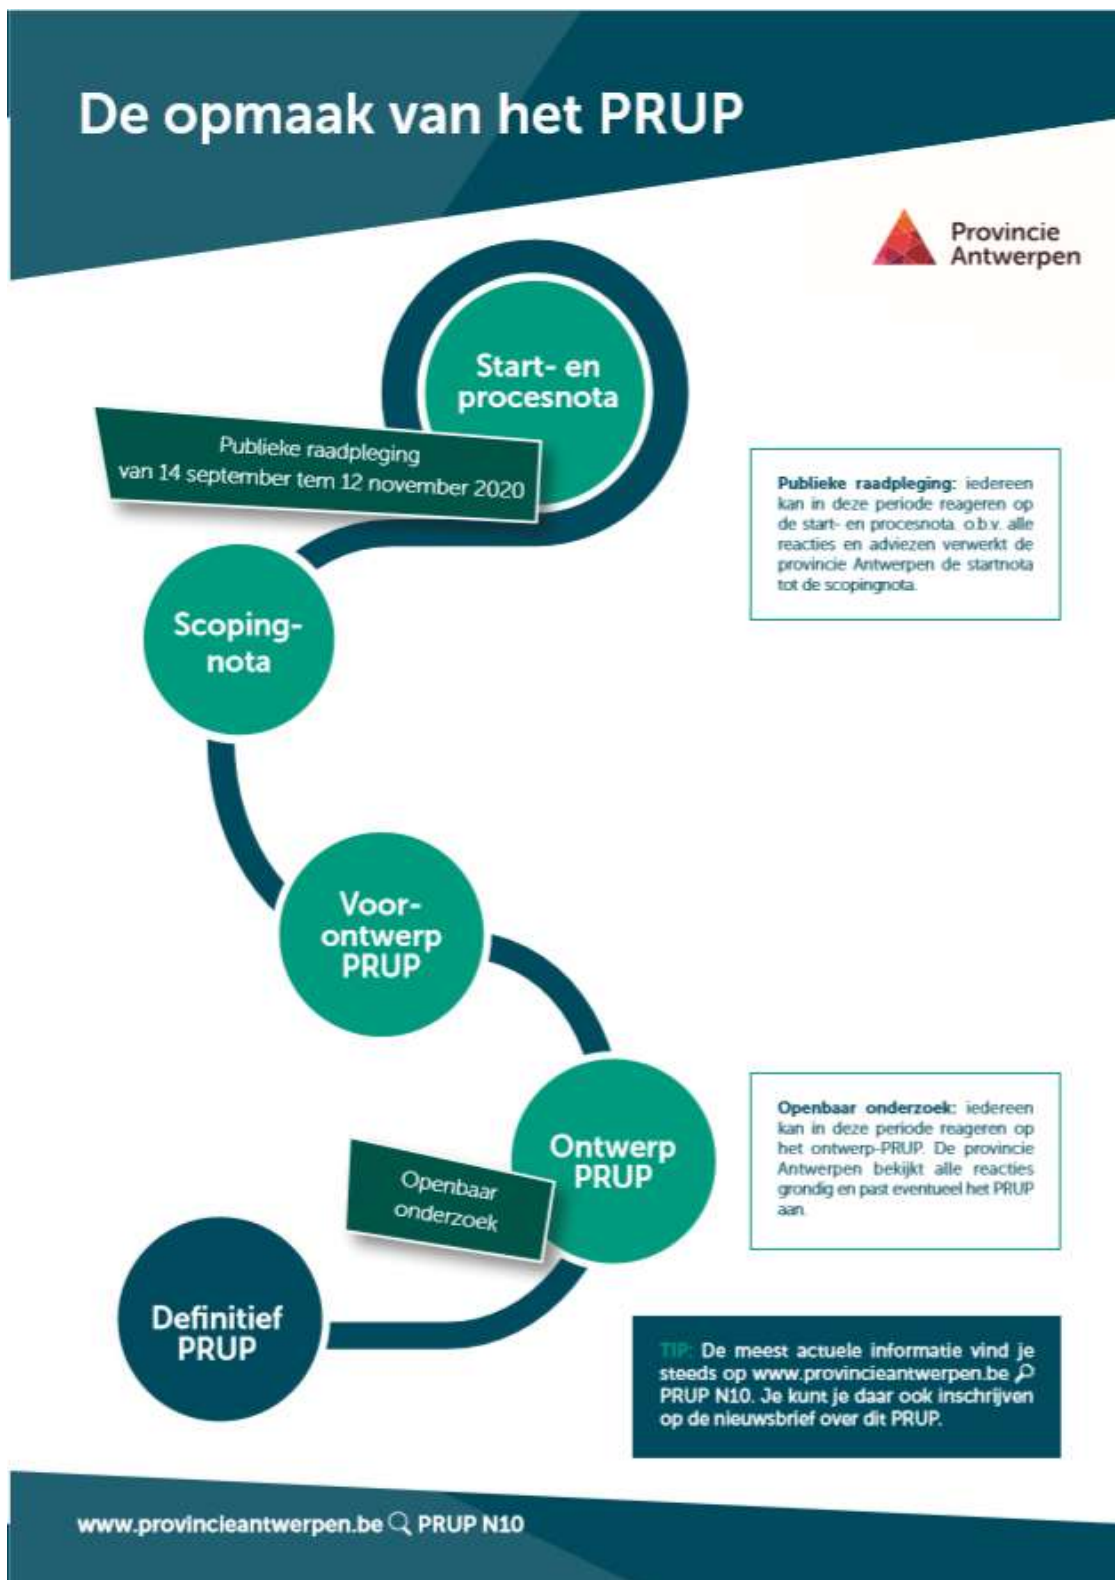 De opmaak van het PRUP
Provincie
Antwerpen
Start- en
procesnota
Publieke raadpleging
van 14 september tem 12 november 2020
Publieke raadpleging: iedereen
kan in deze periode reageren op
de start- en procesnota. o.b.v. alle
reacties en adviezen verwerkt de
provincie Antwerpen de startnota
tot de scopingnota.
Scoping-
nota
Voor-
ontwerp
PRUP
Ontwerp
PRUP
Openbaar
onderzoek
Openbaar onderzoek: iedereen
kan in deze periode reageren op
het ontwerp-PRUP. De provincie
Antwerpen bekijkt alle reacties
grondig en past eventueel het PRUP
aan.
Definitief
PRUP
TIP: De meest actuele informatie vind je
steeds op www.provincieantwerpen.be
PRUP N10. Je kunt je daar ook inschrijven
op de nieuwsbrief over dit PRUP.
www.provincieantwerpen.be PRUP N10